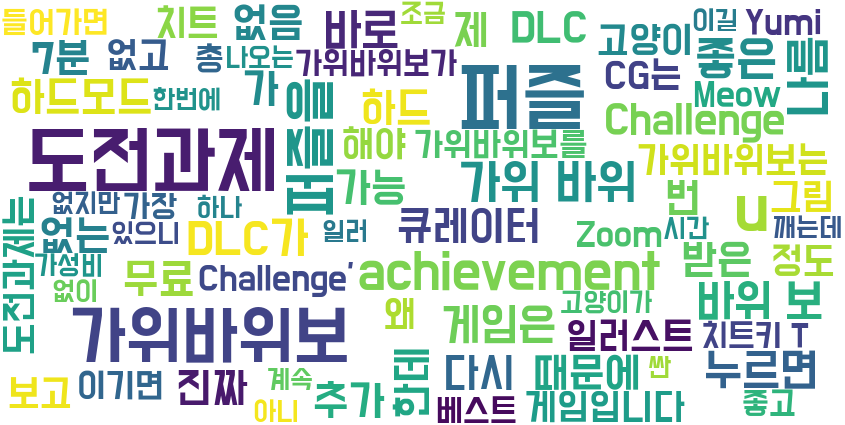 들어가면 치트 없음 바로 조금 제 DLC 고양이 이길 Yumi
7분 없고 총 나오는 가위바위보가 퍼즐 CG는 좋은 그를
하드모드 한번에 가 을 하드 Challenge Meow
도전과제 퍼즐 해야 가위바위보를 가위바위보는
가능 가위 바위 번 u 그림
도전과제는 없지만 가장 하나 큐레이터 Zoom 시간 깨는데
없는 있으니 DLC가 일러
가성비 없이 무료 Challenge' achievement 받은 정도
가위바위보 왜 게임은 고양이가 바위 보
일러스트 치트키 T
보고 이기면 진짜 계속 추가 한데 다시 때문에 싼 누르면
아니 베스트 게임입니다 좋고